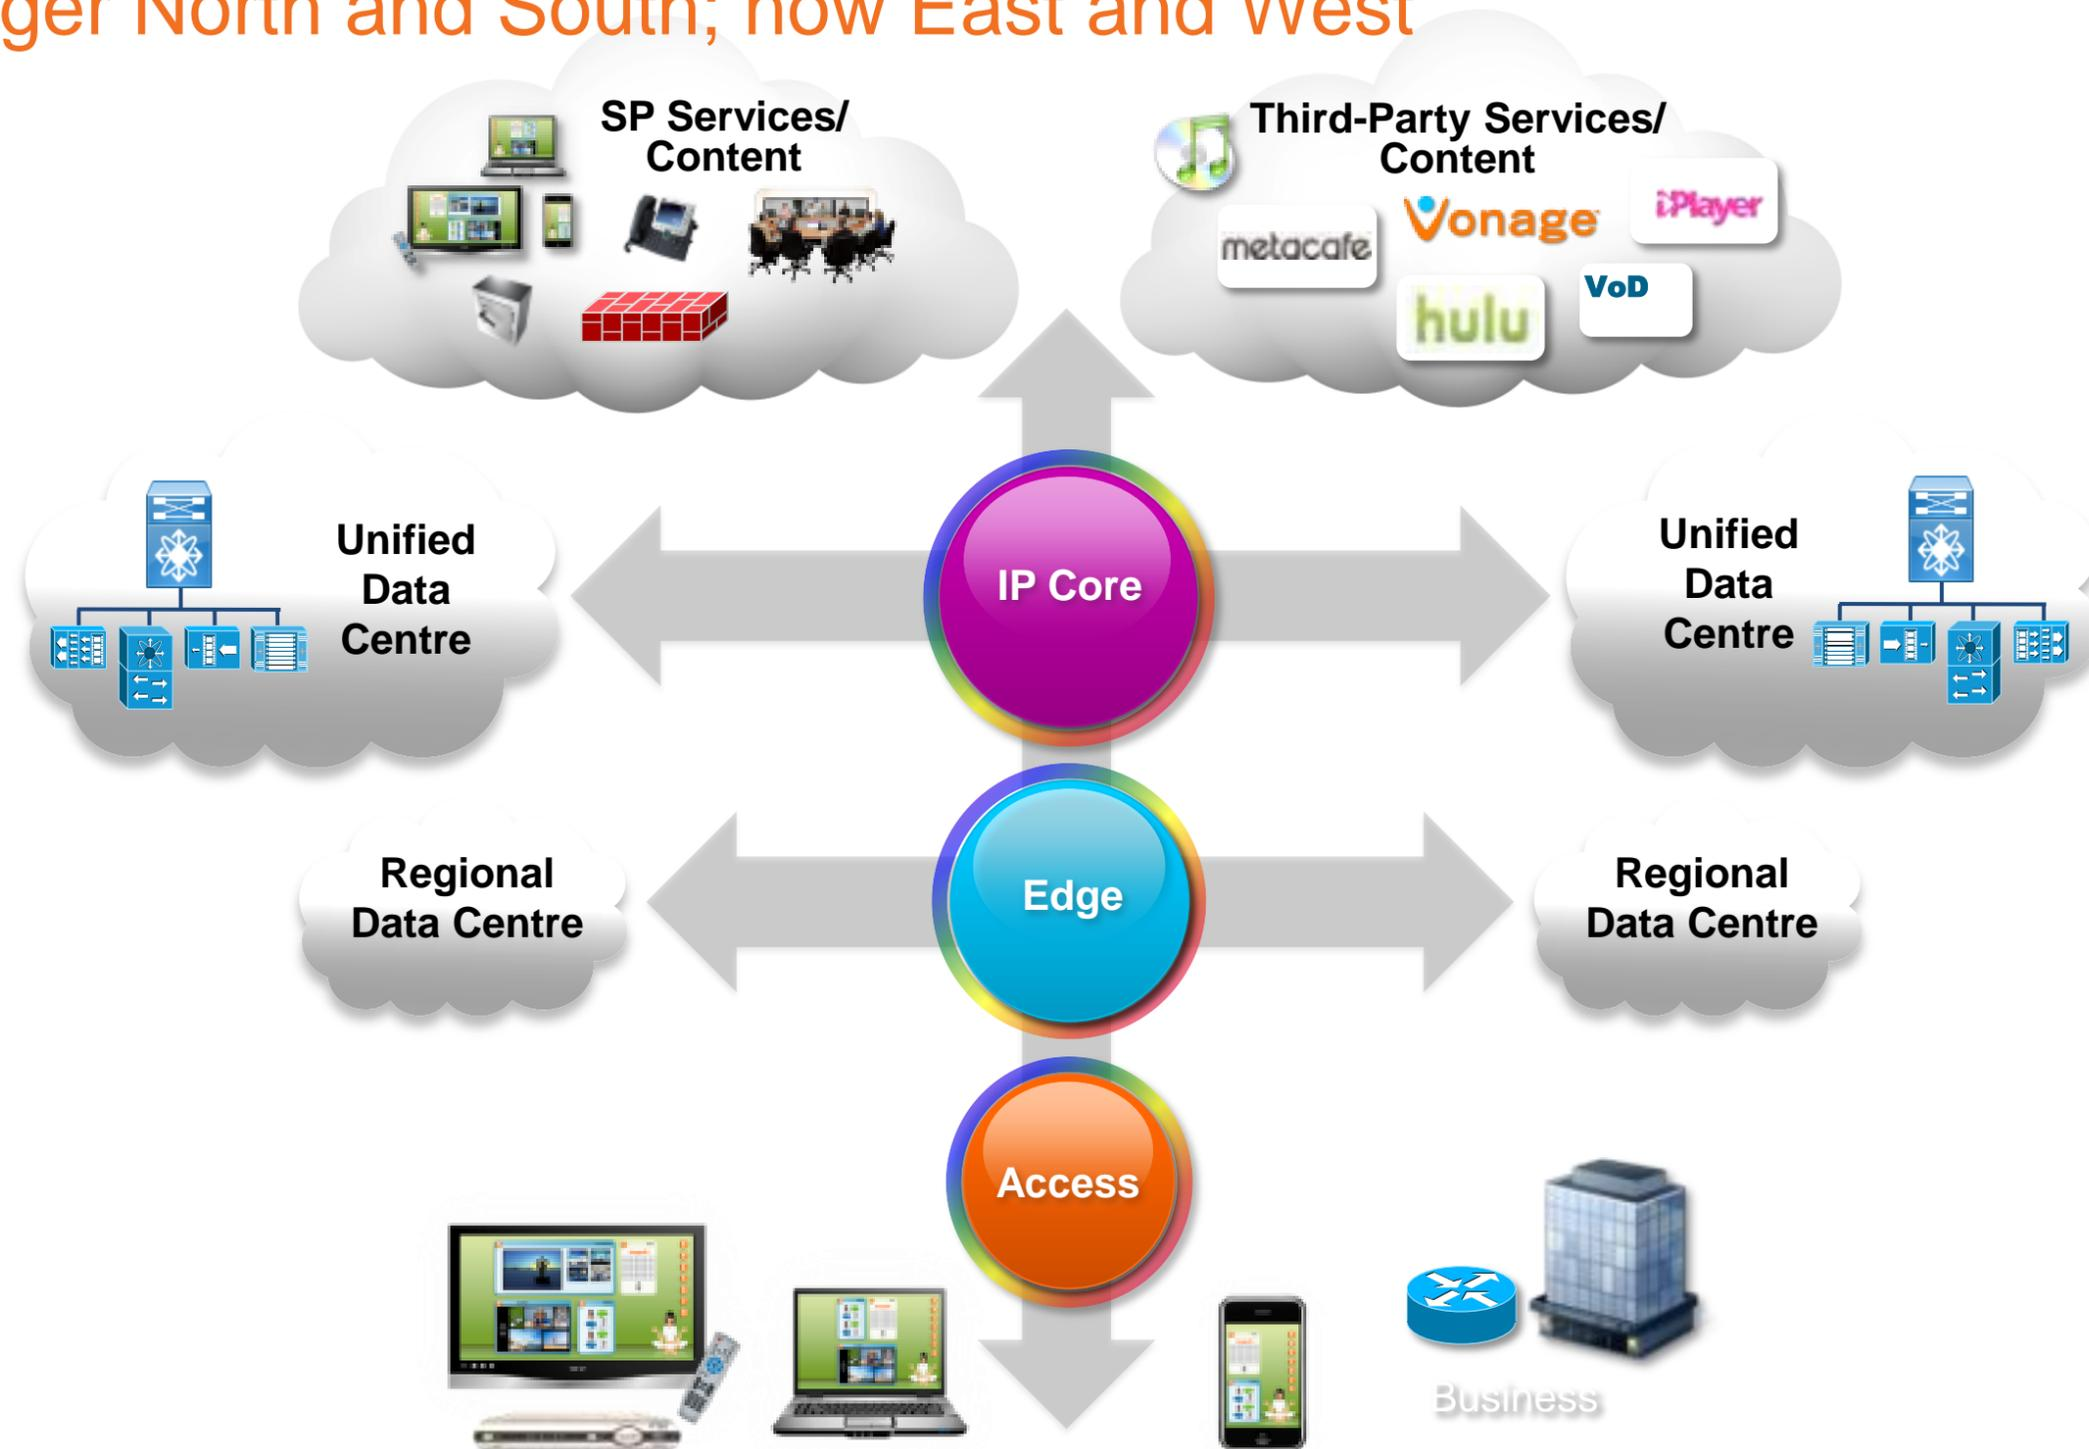 ger North and South; now East and West
SP Services/
Content
Third-Party Services/
Content
Vonage
iPlayer
metacafe
hulu
VoD
Unified
Data
Centre
IP Core
Unified
Data
Centre
Regional
Data Centre
Edge
Regional
Data Centre
Access
Business